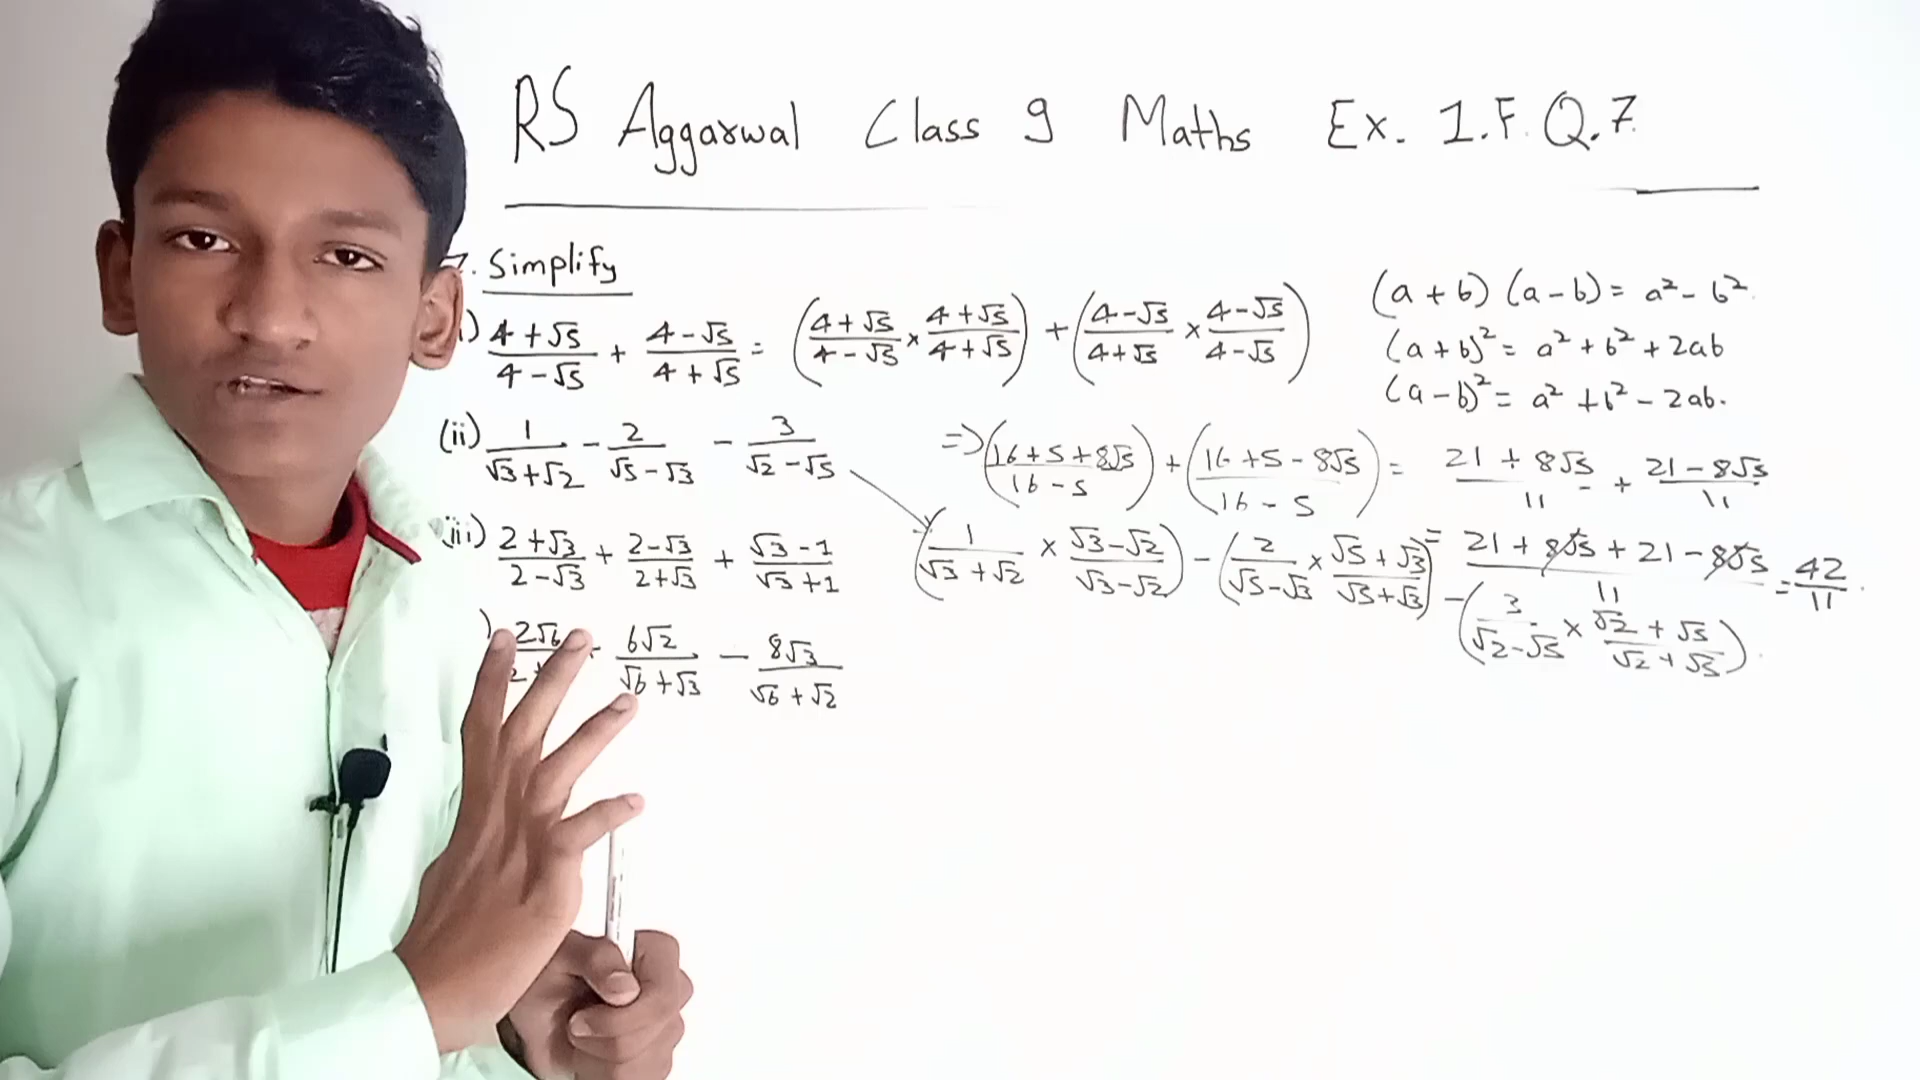 RS Aggarwal Class 9 Maths Ex. 1.F. Q.7.
7. Simplify
i) (4+√5)/(4-√5) + (4-√5)/(4+√5) = ((4+√5)/(4-√5) × (4+√5)/(4+√5)) + ((4-√5)/(4+√5) × (4-√5)/(4-√5))
(a+b) (a-b) = a² - b².
(a+b)² = a² + b² + 2ab
(a-b)² = a² + b² - 2ab.
(ii) 1/(√3+√2) - 2/(√5-√3) - 3/(√2-√5)
=> ((16+5+8√5)/(16-5)) + ((16+5-8√5)/(16-5)) = (21+8√5)/11 + (21-8√5)/11
= (21+8√5+21-8√5)/11 = 42/11.
(1/(√3+√2) × (√3-√2)/(√3-√2)) - (2/(√5-√3) × (√5+√3)/(√5+√3))
- (3/(√2-√5) × (√2+√5)/(√2+√5)).
iii) (2+√3)/(2-√3) + (2-√3)/(2+√3) + (√3-1)/(√3+1)
) 2√6 6√2/(√6+√3) - 8√3/(√6+√2)